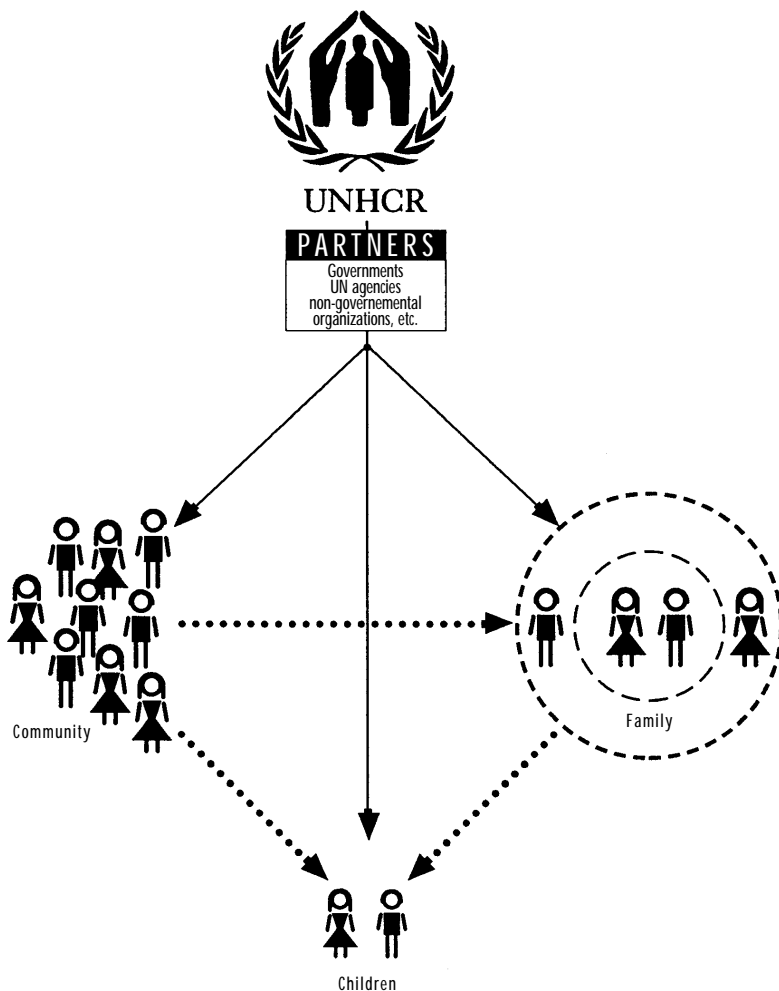 UNHCR
PARTNERS
Governments
UN agencies
non-governemental
organizations, etc.
Community
Family
Children